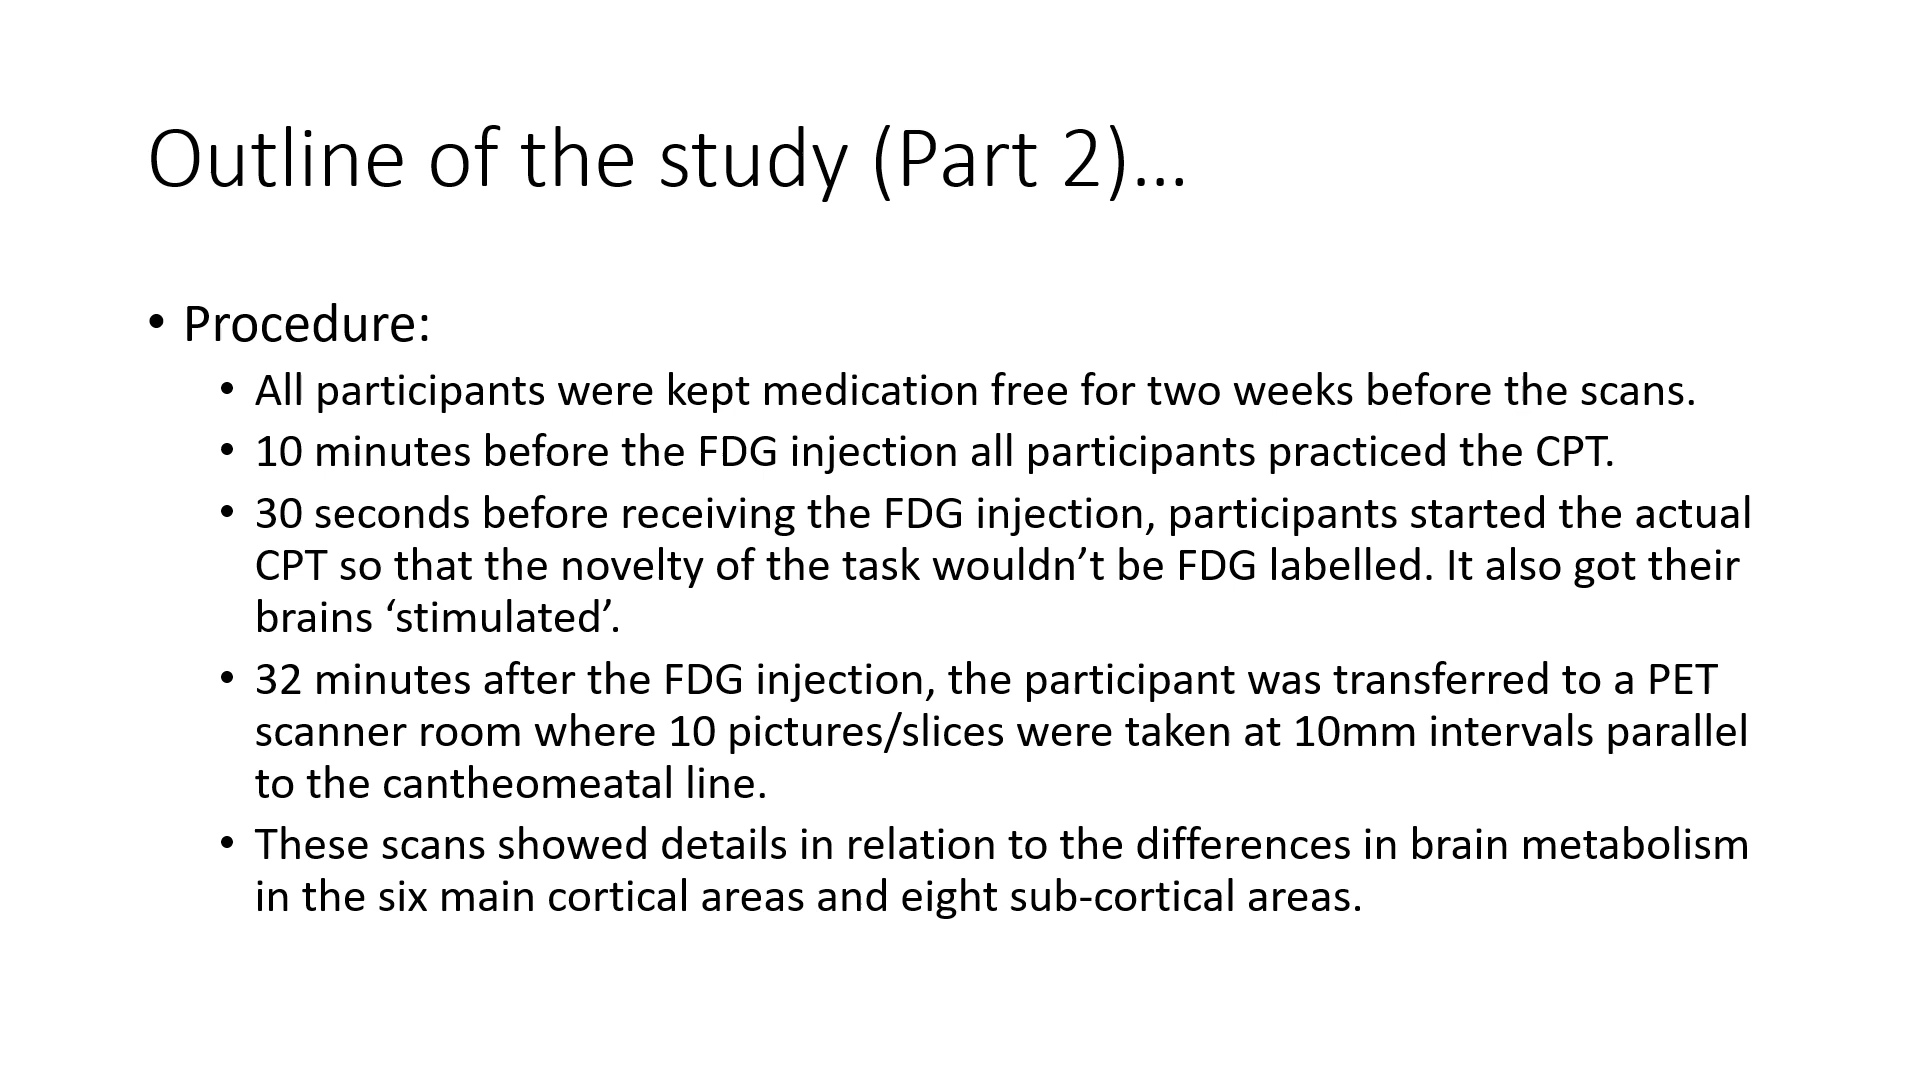 Outline of the study (Part 2)…
• Procedure:
• All participants were kept medication free for two weeks before the scans.
• 10 minutes before the FDG injection all participants practiced the CPT.
• 30 seconds before receiving the FDG injection, participants started the actual
CPT so that the novelty of the task wouldn’t be FDG labelled. It also got their
brains ‘stimulated’.
• 32 minutes after the FDG injection, the participant was transferred to a PET
scanner room where 10 pictures/slices were taken at 10mm intervals parallel
to the cantheomeatal line.
• These scans showed details in relation to the differences in brain metabolism
in the six main cortical areas and eight sub-cortical areas.